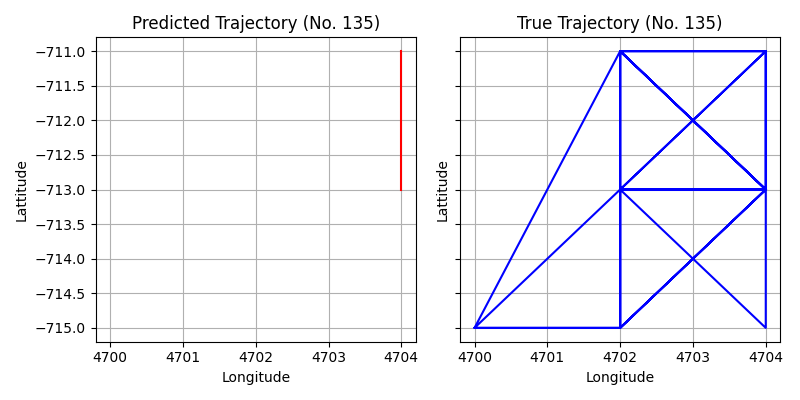 Predicted Trajectory (No. 135)
True Trajectory (No. 135)
−711.0
−711.5
−712.0
−712.5
−713.0
−713.5
−714.0
−714.5
−715.0
Lattitude
Lattitude
4700 4701 4702 4703 4704
4700 4701 4702 4703 4704
Longitude
Longitude